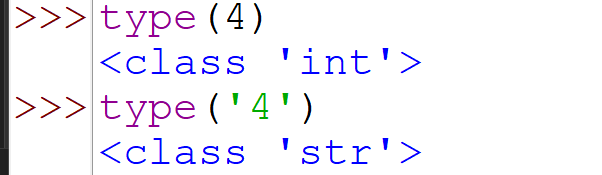 >>> type(4)
<class 'int'>
>>> type('4')
<class 'str'>